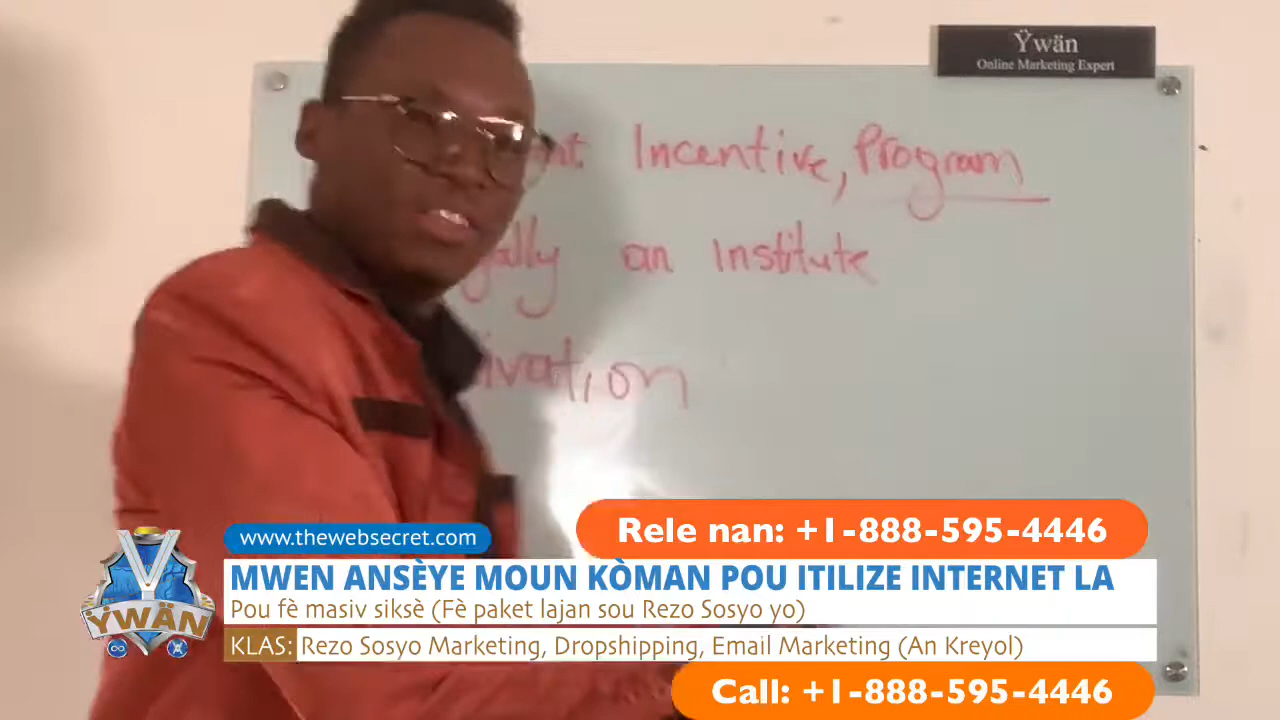 Ÿwän
Online Marketing Expert
Incentive, Program
an institute
www.thewebsecret.com
Rele nan: +1-888-595-4446
MWEN ANSÈYE MOUN KÒMAN POU ITILIZE INTERNET LA
Pou fè masiv siksè (Fè paket lajan sou Rezo Sosyo yo)
ŸWÄN
KLAS: Rezo Sosyo Marketing, Dropshipping, Email Marketing (An Kreyol)
Call: +1-888-595-4446